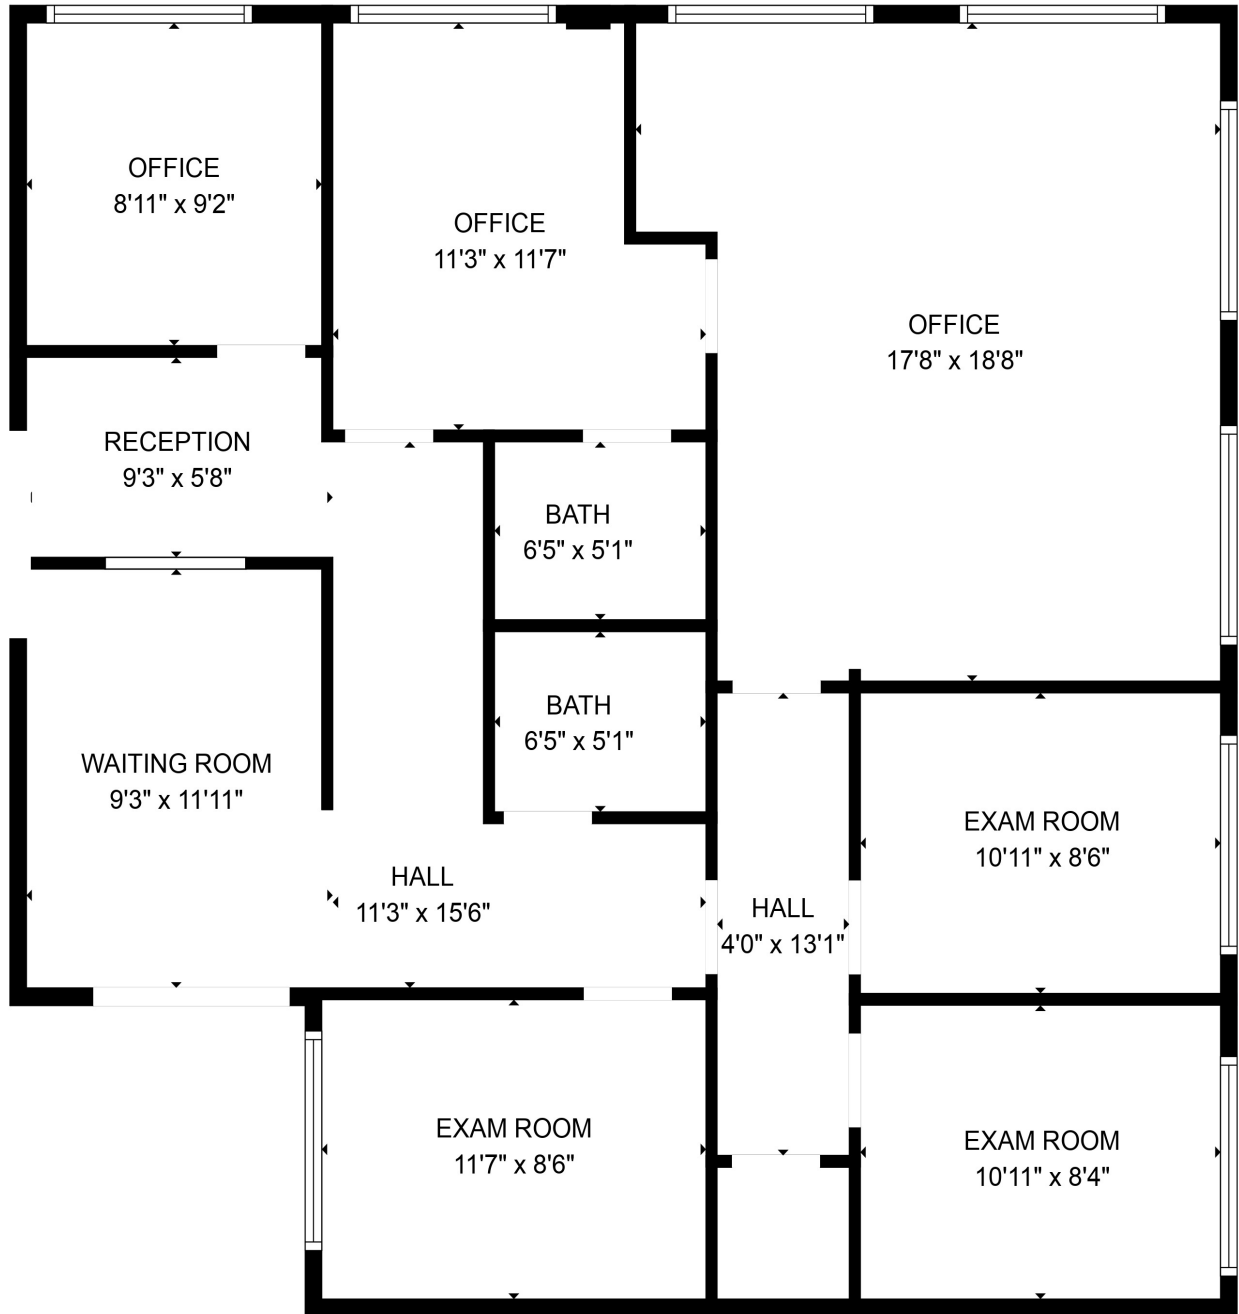 OFFICE
8'11" x 9'2"
OFFICE
11'3" x 11'7"
OFFICE
17'8" x 18'8"
RECEPTION
9'3" x 5'8"
BATH
6'5" x 5'1"
BATH
6'5" x 5'1"
WAITING ROOM
9'3" x 11'11"
HALL
11'3" x 15'6"
HALL
4'0" x 13'1"
EXAM ROOM
10'11" x 8'6"
EXAM ROOM
11'7" x 8'6"
EXAM ROOM
10'11" x 8'4"